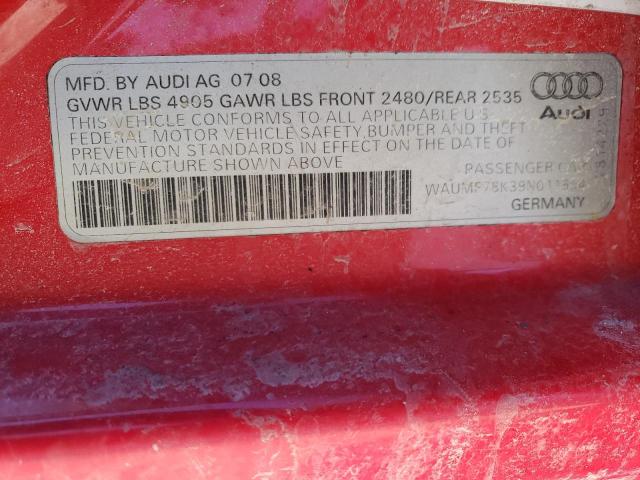 MFD. BY AUDI AG 07 08
GVWR LBS 4905 GAWR LBS FRONT 2480/REAR 2535
THIS VEHICLE CONFORMS TO ALL APPLICABLE U.S.
FEDERAL MOTOR VEHICLE SAFETY, BUMPER AND THEFT
PREVENTION STANDARDS IN EFFECT ON THE DATE OF
MANUFACTURE SHOWN ABOVE
Audi
PASSENGER CAR
GERMANY